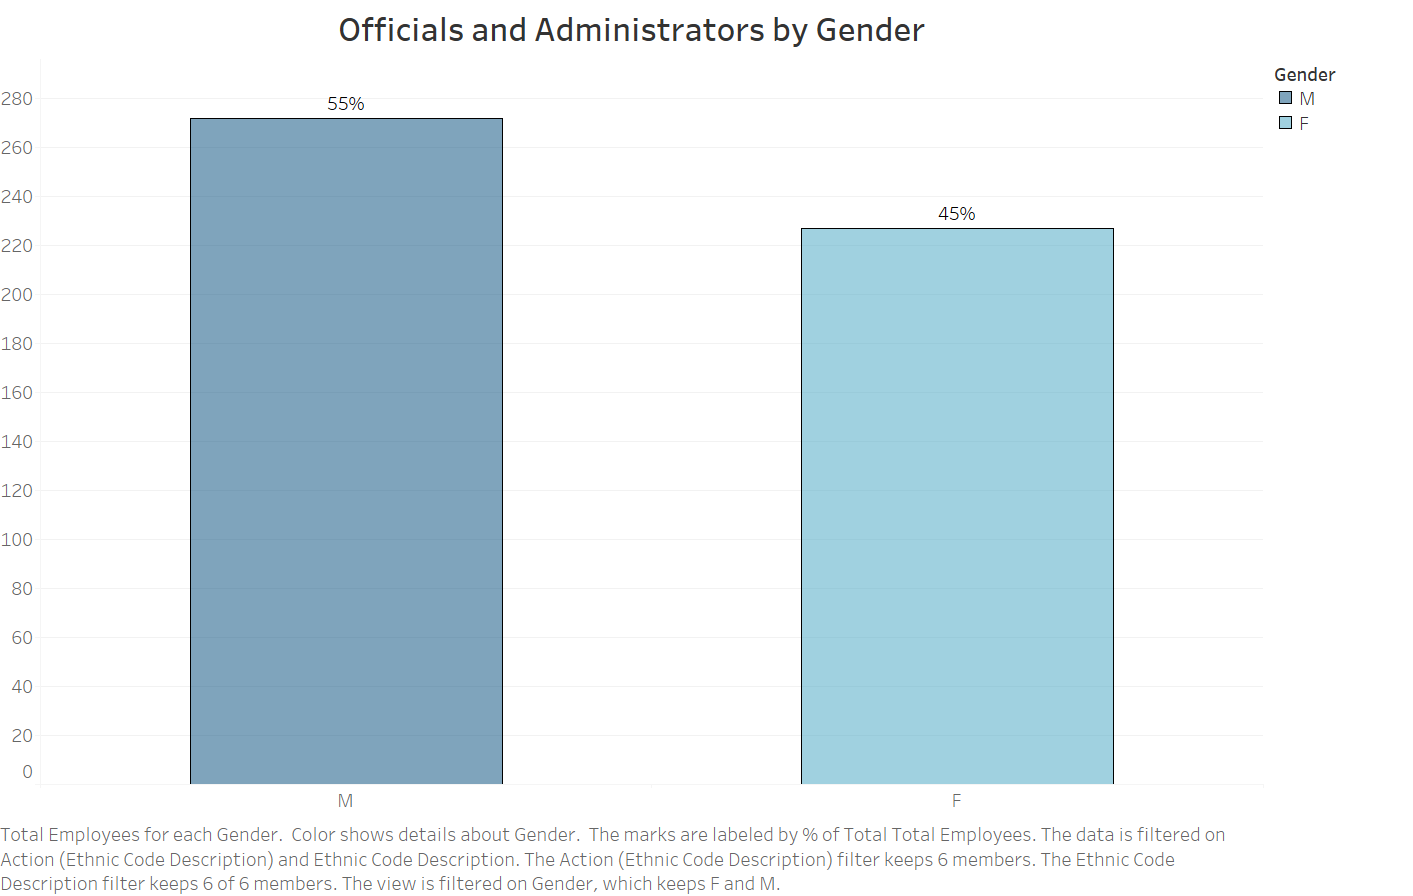 Officials and Administrators by Gender
Gender
M
F
280
260
240
220
200
180
160
140
120
100
80
60
40
20
0
55%
45%
M
F
Total Employees for each Gender.  Color shows details about Gender.  The marks are labeled by % of Total Total Employees. The data is filtered on
Action (Ethnic Code Description) and Ethnic Code Description. The Action (Ethnic Code Description) filter keeps 6 members. The Ethnic Code
Description filter keeps 6 of 6 members. The view is filtered on Gender, which keeps F and M.